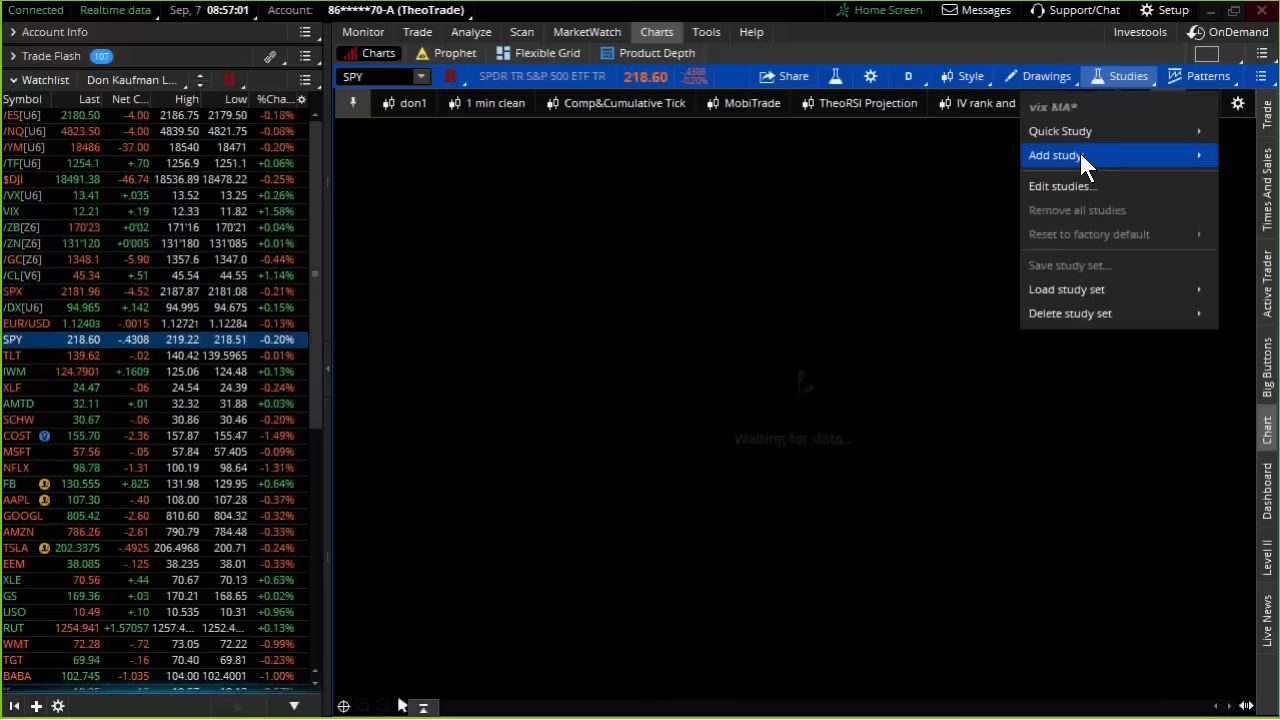 Connected Realtime data Sep, 7 08:57:01 Account: 86*****70-A (TheoTrade) Home Screen Messages Support/Chat Setup
Account Info Monitor Trade Analyze Scan MarketWatch Charts Tools Help Investools OnDemand
Trade Flash 107 Charts Prophet Flexible Grid Product Depth
Watchlist Don Kaufman L... SPY SPDR TR S&P 500 ETF TR 218.60 -.4308 -0.20% Share D Style Drawings Studies Patterns
Symbol Last Net C... High Low %Cha... don1 1 min clean Comp&Cumulative Tick MobiTrade TheoRSI Projection IV rank and
/ES[U6] 2180.50 -4.00 2186.75 2179.50 -0.18%
/NQ[U6] 4823.50 -4.00 4839.50 4821.75 -0.08%
/YM[U6] 18486 -37.00 18540 18471 -0.20%
/TF[U6] 1254.1 +.70 1256.9 1251.1 +0.06%
$DJI 18491.38 -46.74 18536.89 18478.22 -0.25%
/VX[U6] 13.41 +.035 13.52 13.25 +0.26%
VIX 12.21 +.19 12.33 11.82 +1.58%
/ZB[Z6] 170'23 +0'02 171'16 170'21 +0.04%
/ZN[Z6] 131'120 +0'005 131'180 131'085 +0.01%
/GC[Z6] 1348.1 -5.90 1357.6 1347.0 -0.44%
/CL[V6] 45.34 +.51 45.54 44.55 +1.14%
SPX 2181.96 -4.52 2187.87 2181.08 -0.21%
/DX[U6] 94.965 +.142 94.995 94.675 +0.15%
EUR/USD 1.12403 -.0015 1.12721 1.12284 -0.13%
SPY 218.60 -.4308 219.22 218.51 -0.20%
TLT 139.62 -.02 140.42 139.5965 -0.01%
IWM 124.7901 +.1609 125.06 124.48 +0.13%
XLF 24.47 -.06 24.54 24.39 -0.24%
AMTD 32.11 +.01 32.32 31.88 +0.03%
SCHW 30.67 -.06 30.86 30.46 -0.20%
COST 155.70 -2.36 157.87 155.47 -1.49%
MSFT 57.56 -.05 57.84 57.405 -0.09%
NFLX 98.78 -1.31 100.19 98.64 -1.31%
FB 130.555 +.825 131.98 129.95 +0.64%
AAPL 107.30 -.40 108.00 107.28 -0.37%
GOOGL 805.42 -2.60 810.60 804.32 -0.32%
AMZN 786.26 -2.61 790.79 784.48 -0.33%
TSLA 202.3375 -.4925 206.4968 200.71 -0.24%
EEM 38.085 -.125 38.235 38.01 -0.33%
XLE 70.56 +.44 70.67 70.13 +0.63%
GS 169.36 +.03 170.21 168.65 +0.02%
USO 10.49 +.10 10.535 10.31 +0.96%
RUT 1254.941 +1.57057 1257.4... 1252.4... +0.13%
WMT 72.28 -.72 73.05 72.22 -0.99%
TGT 69.94 -.16 70.40 69.81 -0.23%
BABA 102.745 -1.035 104.00 102.4001 -1.00%
vix MA*
Quick Study
Add study
Edit studies...
Remove all studies
Reset to factory default
Save study set...
Load study set
Delete study set
Waiting for data...
Trade
Times And Sales
Active Trader
Big Buttons
Chart
Dashboard
Level II
Live News